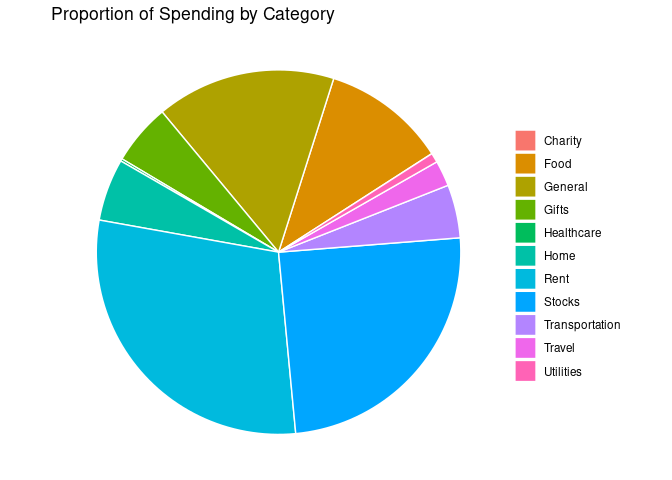 Proportion of Spending by Category
Charity
Food
General
Gifts
Healthcare
Home
Rent
Stocks
Transportation
Travel
Utilities